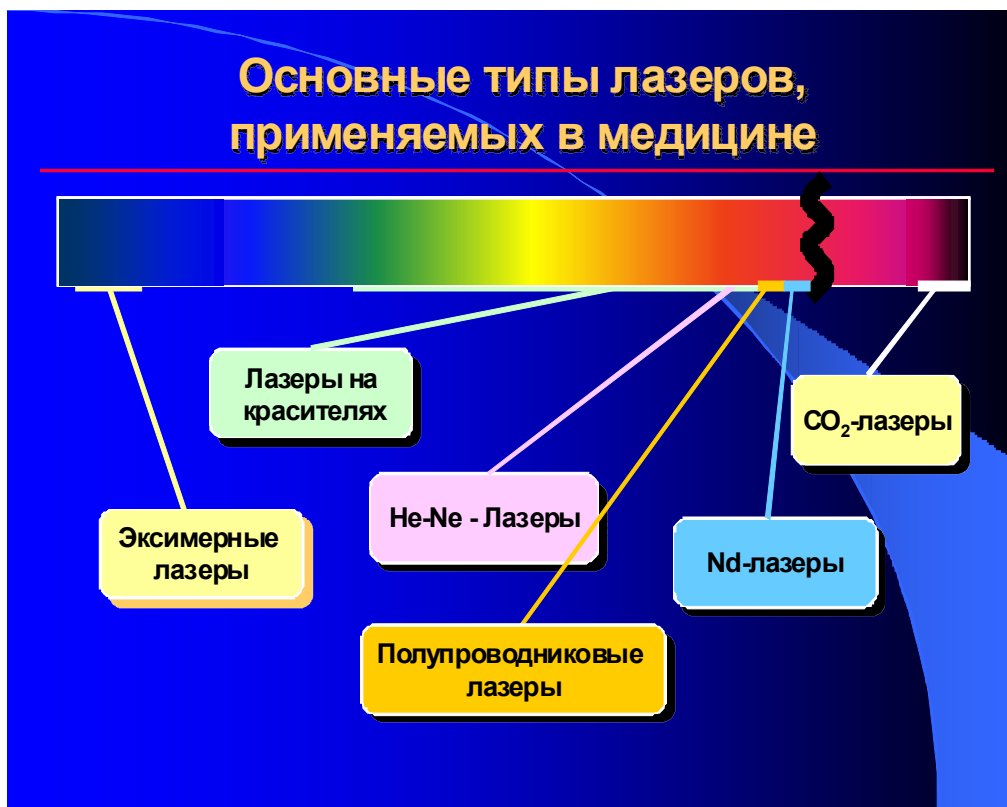 Основные типы лазеров,
применяемых в медицине
Лазеры на
красителях
CO₂-лазеры
He-Ne - Лазеры
Эксимерные
лазеры
Nd-лазеры
Полупроводниковые
лазеры